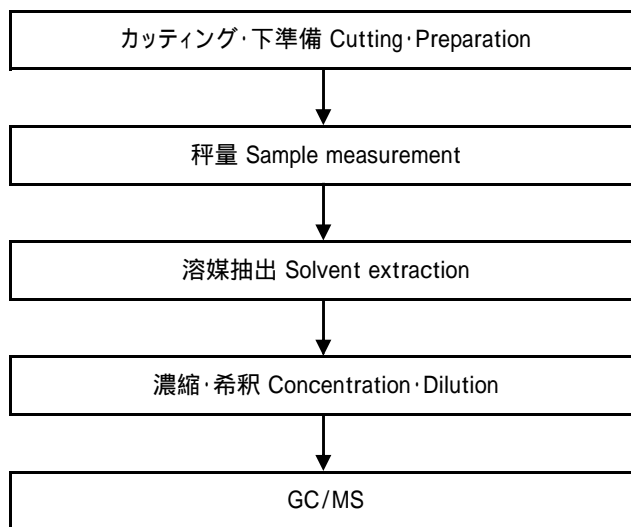 カッティング・下準備 Cutting・Preparation
秤量 Sample measurement
溶媒抽出 Solvent extraction
濃縮・希釈 Concentration・Dilution
GC/MS